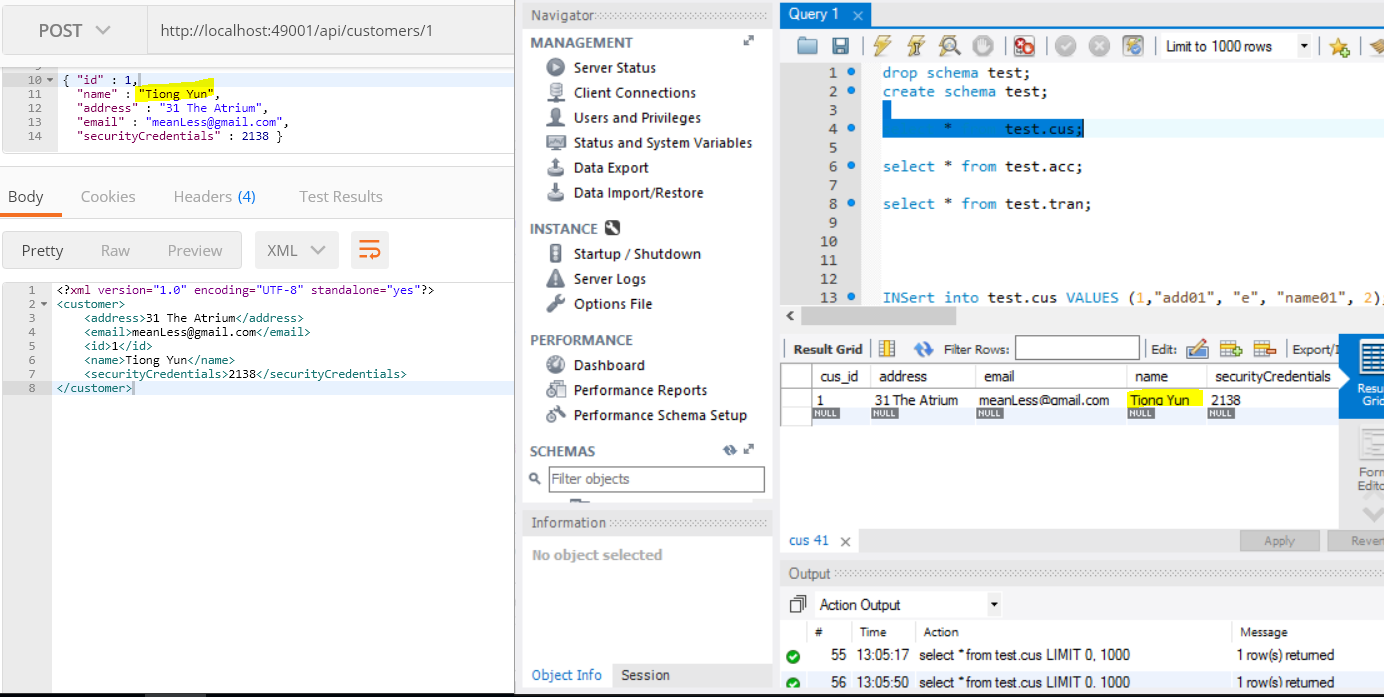 POST http://localhost:49001/api/customers/1
10 { "id" : 1,
11 "name" : "Tiong Yun",
12 "address" : "31 The Atrium",
13 "email" : "meanLess@gmail.com",
14 "securityCredentials" : 2138 }
Body Cookies Headers (4) Test Results
Pretty Raw Preview XML
1 <?xml version="1.0" encoding="UTF-8" standalone="yes"?>
2 <customer>
3 <address>31 The Atrium</address>
4 <email>meanLess@gmail.com</email>
5 <id>1</id>
6 <name>Tiong Yun</name>
7 <securityCredentials>2138</securityCredentials>
8 </customer>
Navigator
MANAGEMENT
Server Status
Client Connections
Users and Privileges
Status and System Variables
Data Export
Data Import/Restore
INSTANCE
Startup / Shutdown
Server Logs
Options File
PERFORMANCE
Dashboard
Performance Reports
Performance Schema Setup
SCHEMAS
Filter objects
Information
No object selected
Object Info Session
Query 1
Limit to 1000 rows
1 drop schema test;
2 create schema test;
3
4 * test.cus;
5
6 select * from test.acc;
7
8 select * from test.tran;
9
10
11
12
13 INSert into test.cus VALUES (1,"add01", "e", "name01", 2);
Result Grid Filter Rows: Edit: Export/I
cus_id address email name securityCredentials
1 31 The Atrium meanLess@gmail.com Tiong Yun 2138
NULL NULL NULL NULL NULL
Resu
Grid
Form
Edito
cus 41 Apply Rever
Output
Action Output
# Time Action Message
55 13:05:17 select * from test.cus LIMIT 0, 1000 1 row(s) returned
56 13:05:50 select * from test.cus LIMIT 0, 1000 1 row(s) returned